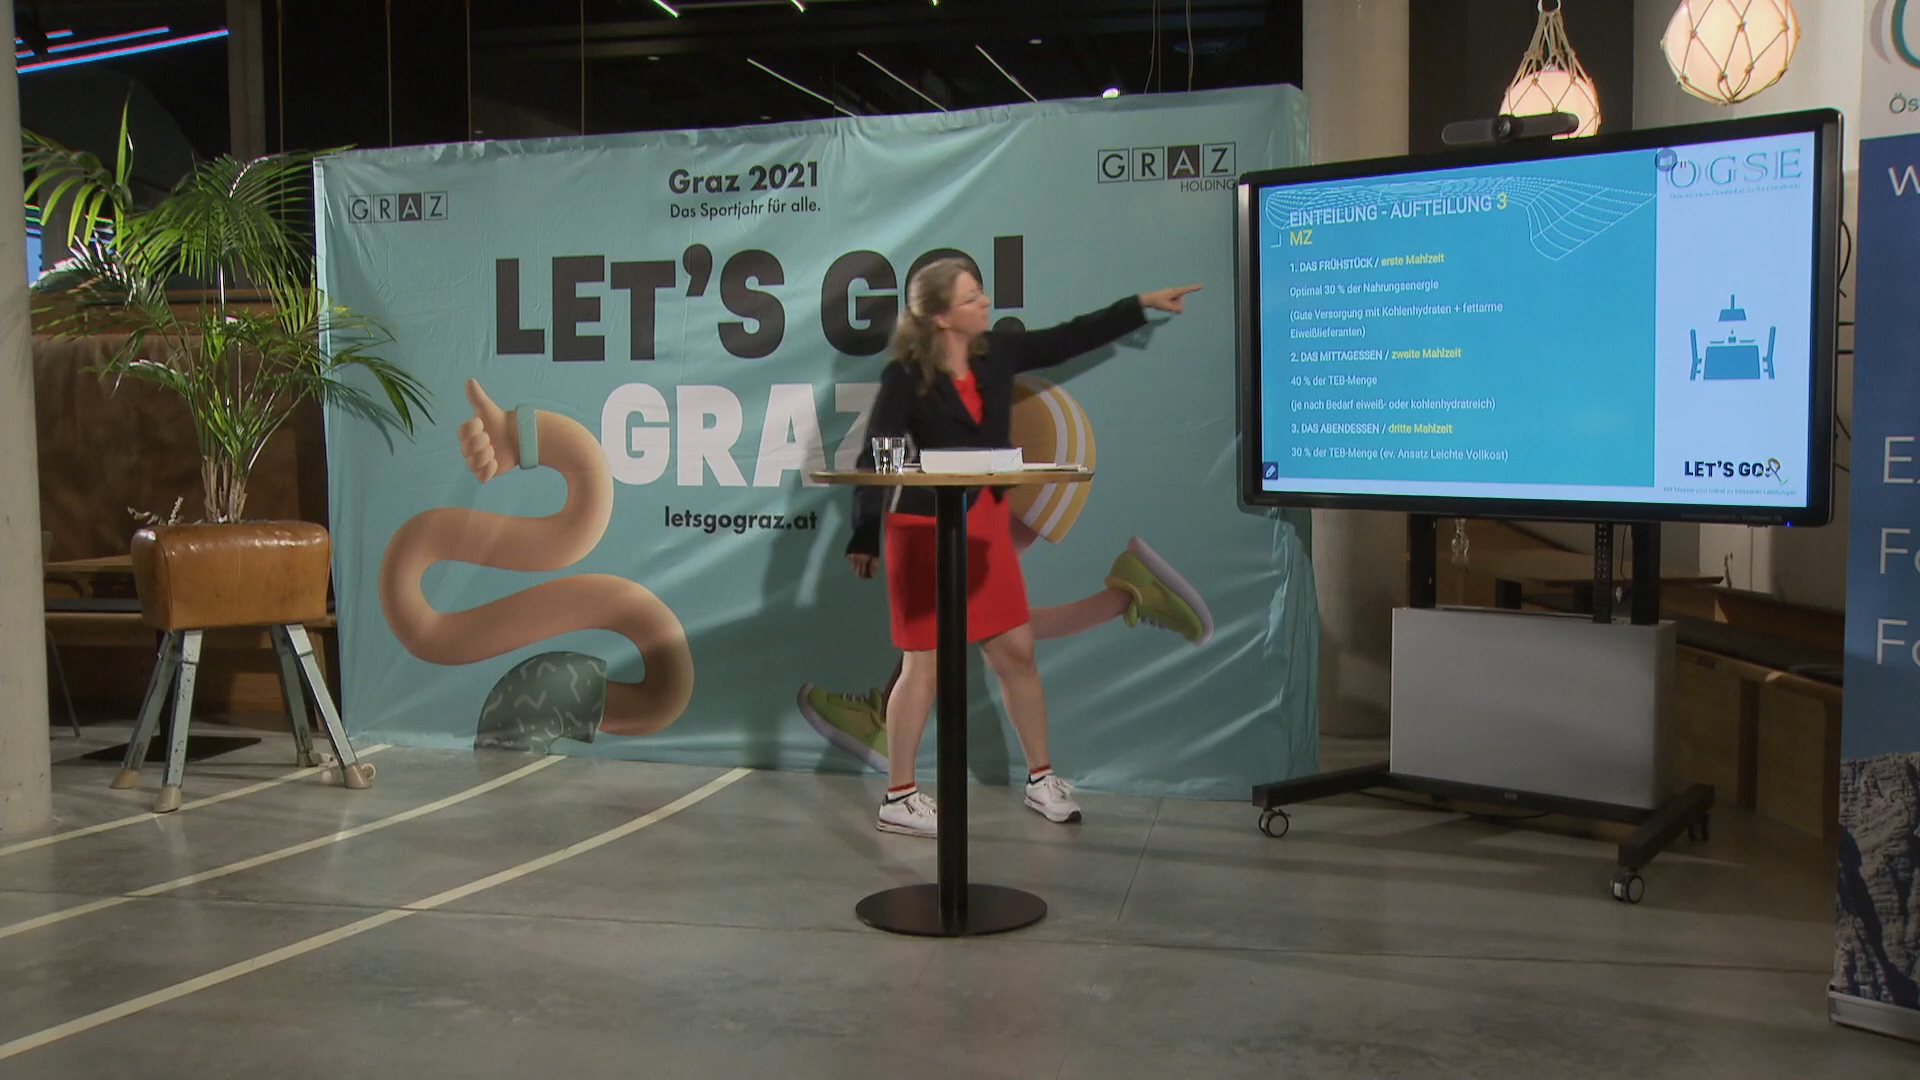 GRAZ
Graz 2021
Das Sportjahr für alle.
GRAZ
HOLDING
LET'S GO!
GRAZ
letsgograz.at
ÖGSE
EINTEILUNG - AUFTEILUNG 3
MZ
1. DAS FRÜHSTÜCK / erste Mahlzeit
Optimal 30 % der Nahrungsenergie
(Gute Versorgung mit Kohlenhydraten + fettarme
Eiweißlieferanten)
2. DAS MITTAGESSEN / zweite Mahlzeit
40 % der TEB-Menge
(je nach Bedarf eiweiß- oder kohlenhydratreich)
3. DAS ABENDESSEN / dritte Mahlzeit
30 % der TEB-Menge (ev. Ansatz Leichte Vollkost)
LET'S GO!
Ös